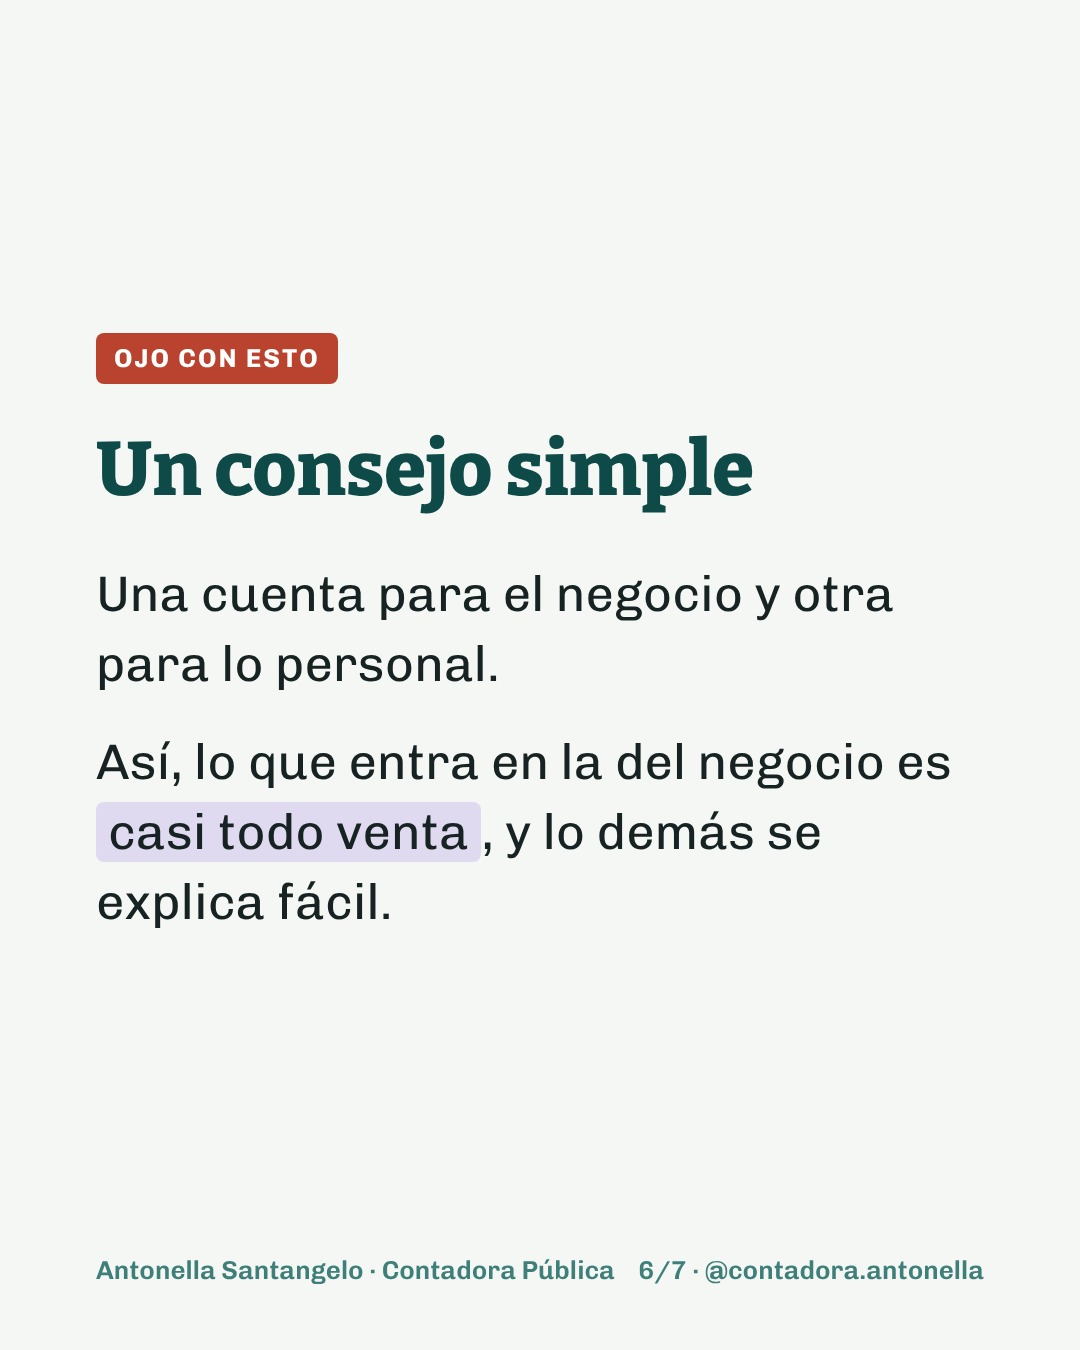 OJO CON ESTO
Un consejo simple
Una cuenta para el negocio y otra
para lo personal.
Así, lo que entra en la del negocio es
casi todo venta, y lo demás se
explica fácil.
Antonella Santangelo · Contadora Pública 6/7 · @contadora.antonella